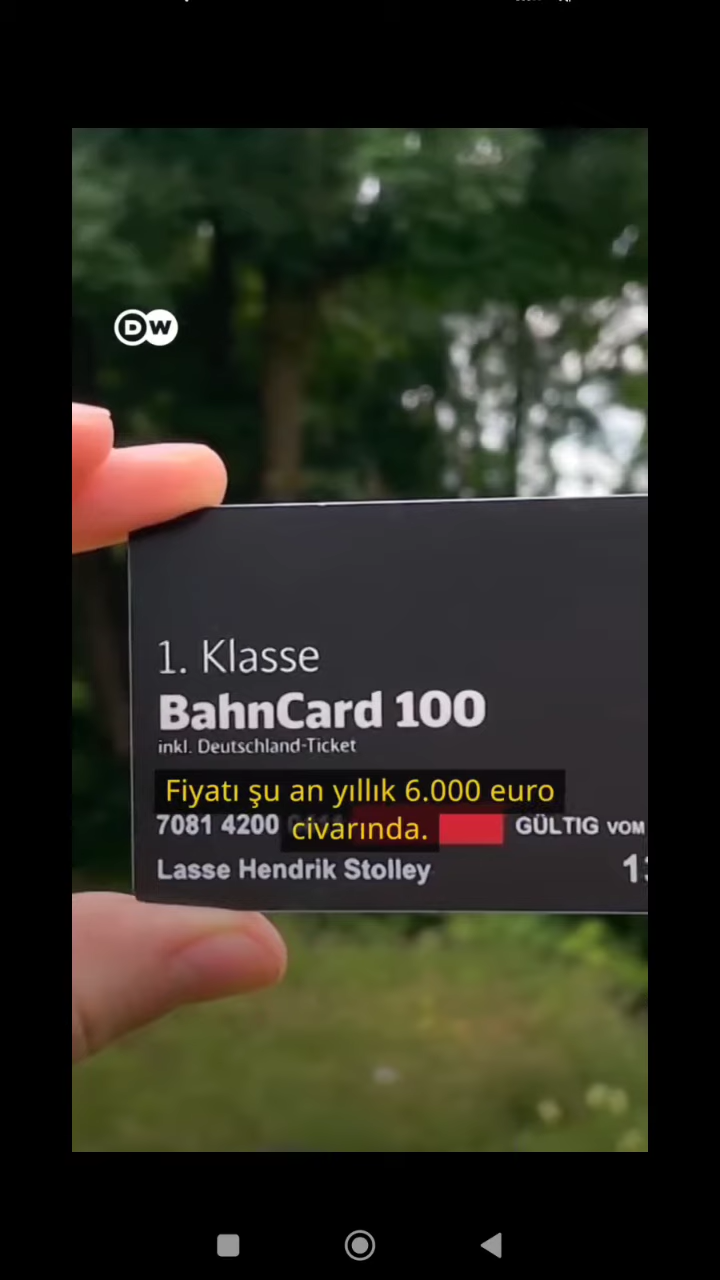 DW
1. Klasse
BahnCard 100
inkl. Deutschland-Ticket
Fiyatı şu an yıllık 6.000 euro
civarında.
7081 4200
GÜLTIG VOM
Lasse Hendrik Stolley